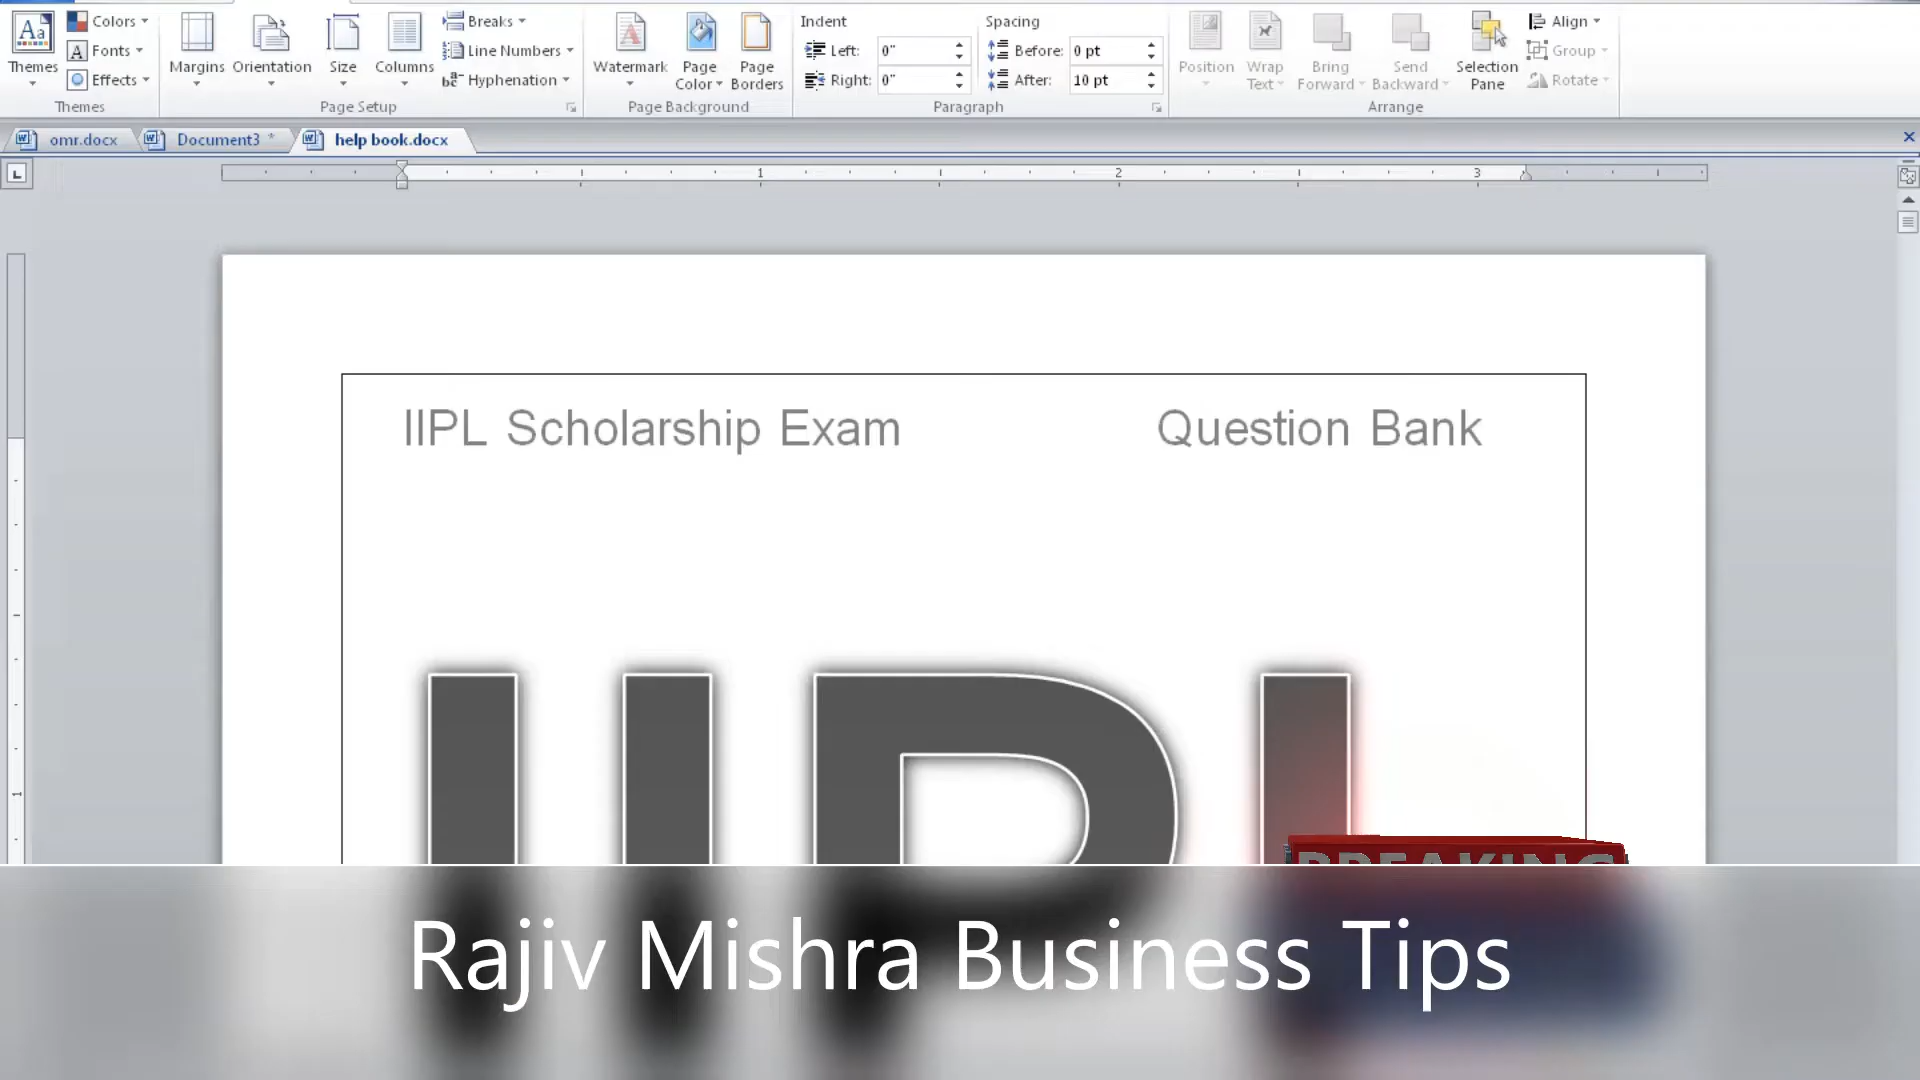 Themes
Colors
Fonts
Effects
Themes
Margins
Orientation
Size
Columns
Breaks
Line Numbers
Hyphenation
Page Setup
Watermark
Page Color
Page Borders
Page Background
Indent
Left: 0"
Right: 0"
Spacing
Before: 0 pt
After: 10 pt
Paragraph
Position
Wrap Text
Bring Forward
Send Backward
Selection Pane
Align
Group
Rotate
Arrange
omr.docx
Document3 *
help book.docx
1 2 3
1
IIPL Scholarship Exam Question Bank
IIPL
BREAKING
Rajiv Mishra Business Tips